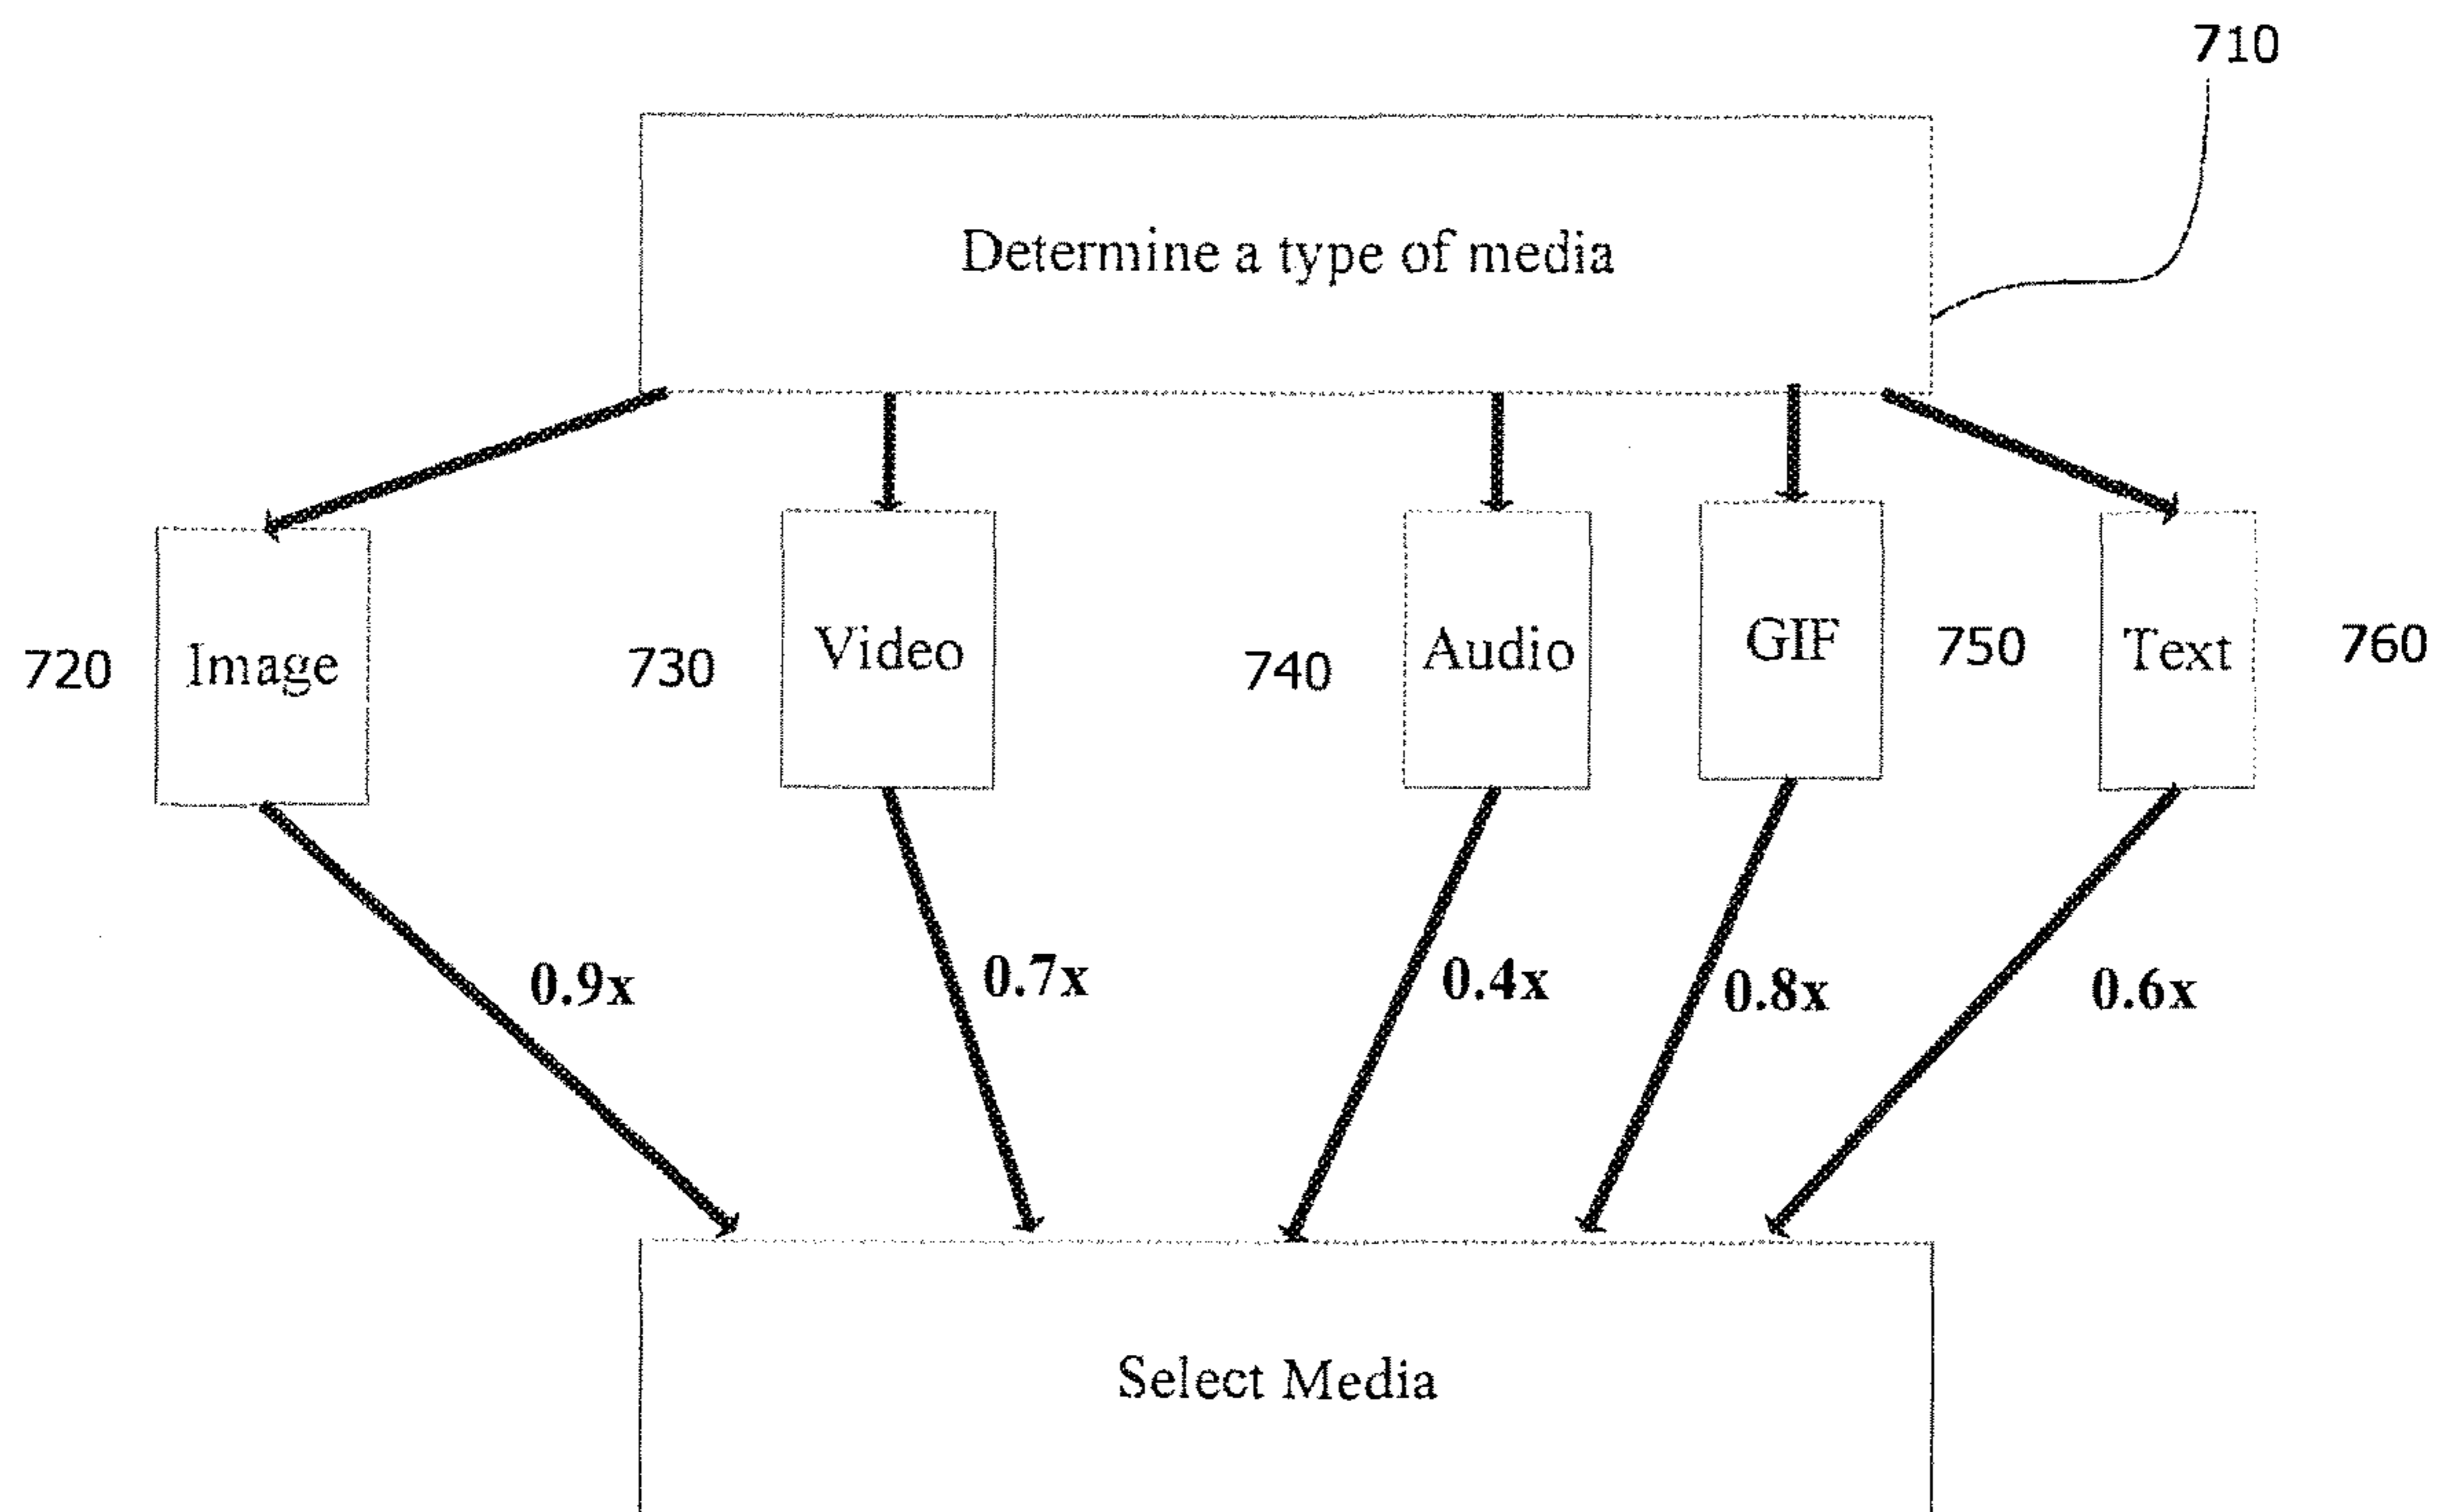 710
Determine a type of media
720
Image
730
Video
740
Audio
GIF
750
Text
760
0.9x
0.7x
0.4x
0.8x
0.6x
Select Media